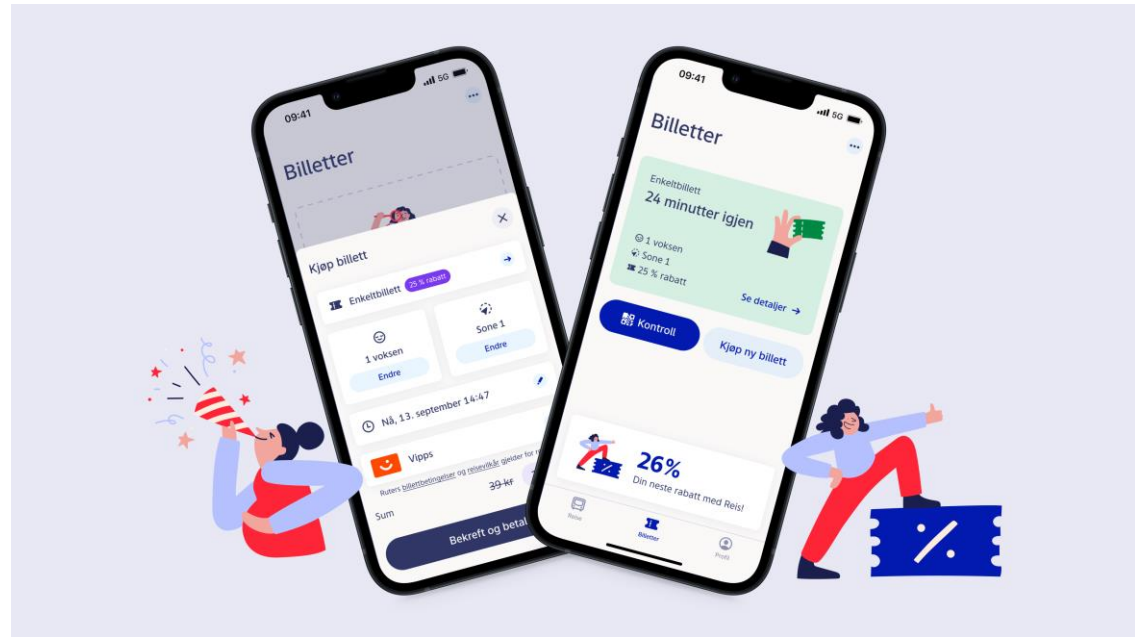 09:41
5G
Billetter
Kjøp billett
Enkeltbillett 25 % rabatt
1 voksen
Endre
Sone 1
Endre
Nå, 13. september 14:47
Vipps
Ruters billettbetingelser og reisevilkår gjelder for
Sum
39 kr
Bekreft og betal
09:41
5G
Billetter
Enkeltbillett
24 minutter igjen
1 voksen
Sone 1
25 % rabatt
Se detaljer →
Kontroll
Kjøp ny billett
26%
Din neste rabatt med Reis!
Reise
Billetter
Profil
%